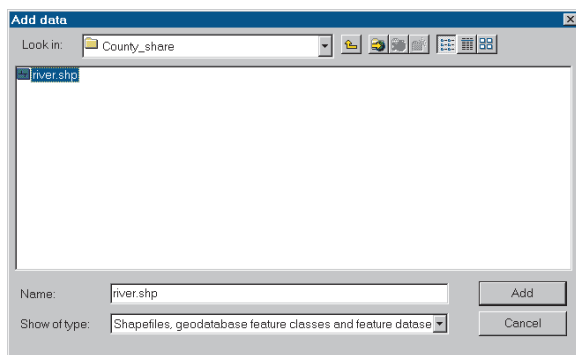 Add data
Look in: County_share
river.shp
Name: river.shp Add
Show of type: Shapefiles, geodatabase feature classes and feature datase Cancel